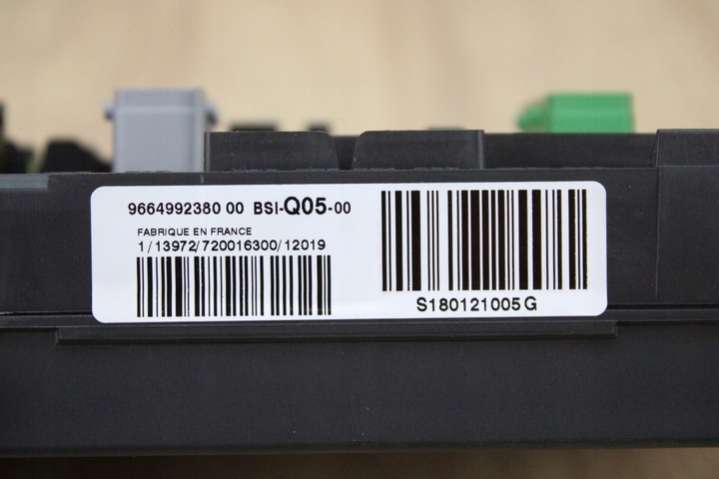 9664992380 00 BSI-Q05-00
FABRIQUE EN FRANCE
1/13972/720016300/12019
S180121005G